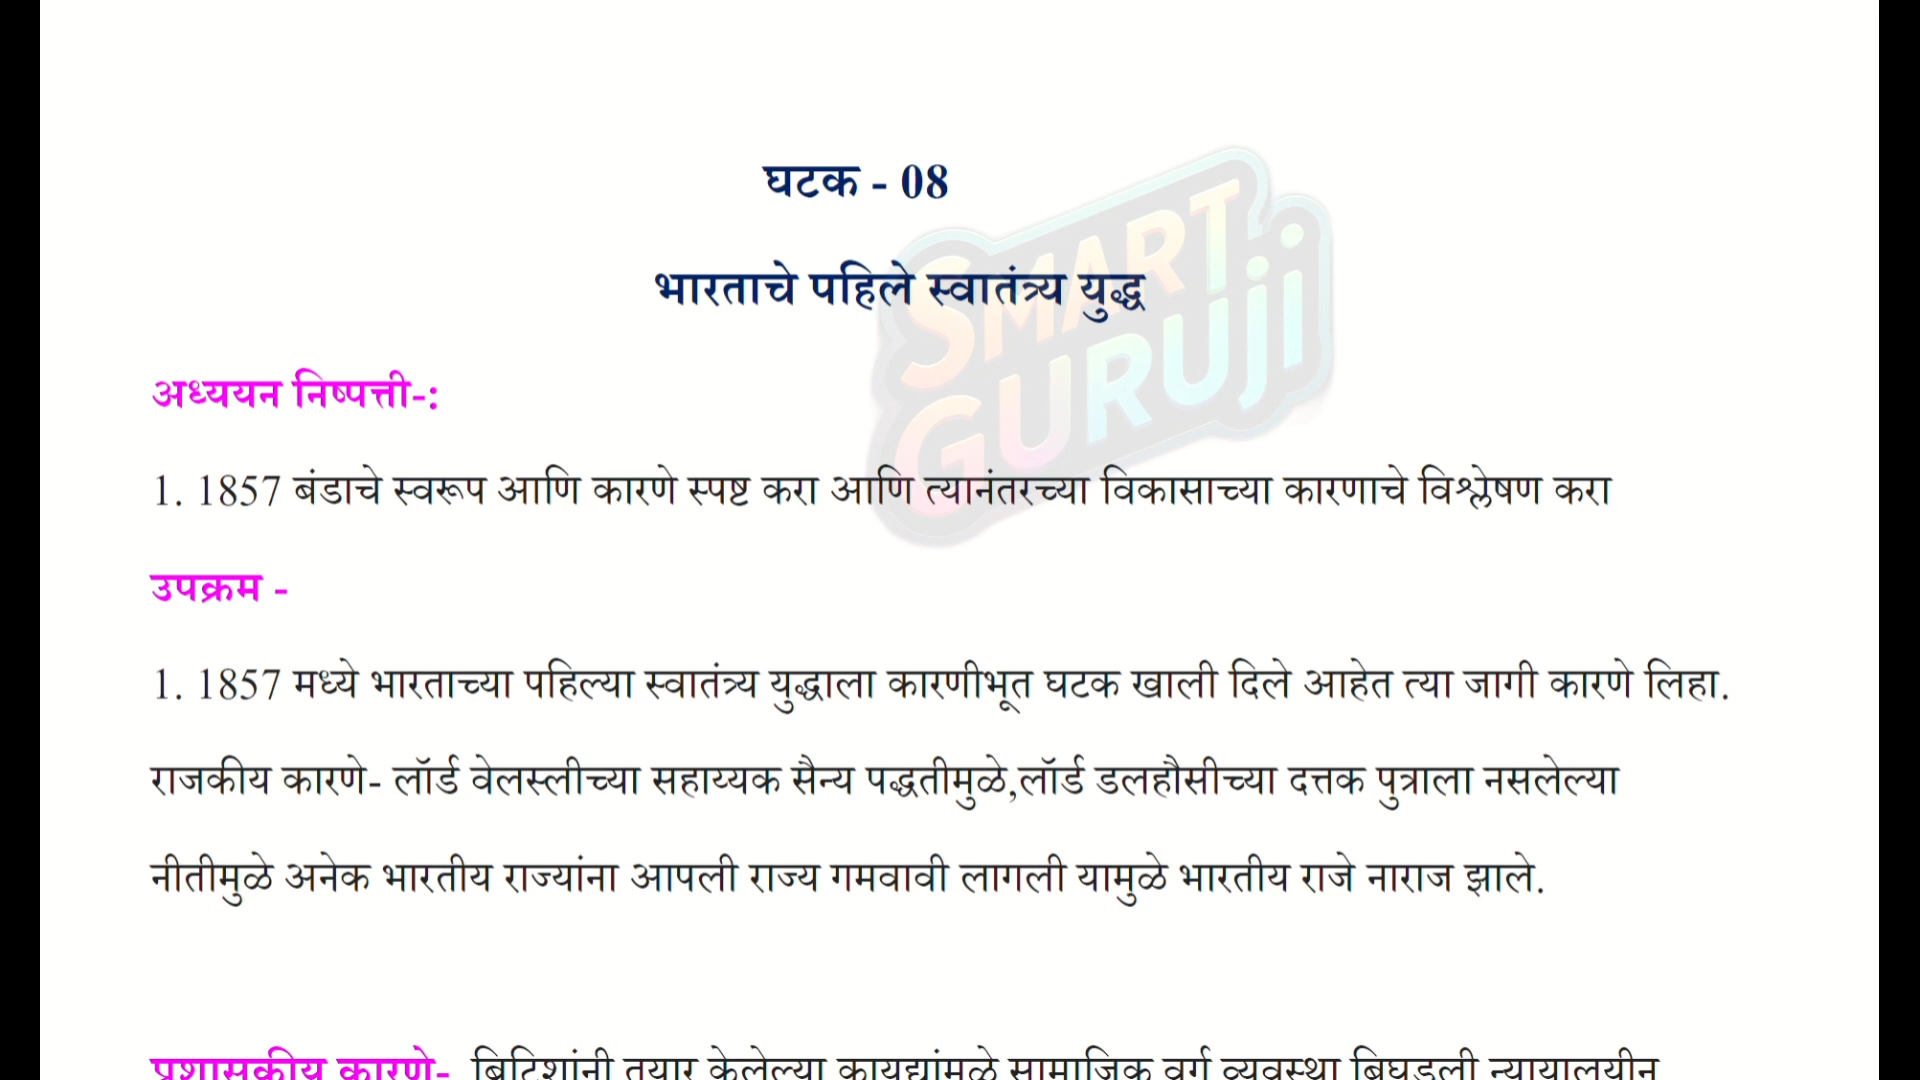 घटक - 08
भारताचे पहिले स्वातंत्र्य युद्ध
SMART
GURUji
अध्ययन निष्पत्ती-:
1. 1857 बंडाचे स्वरूप आणि कारणे स्पष्ट करा आणि त्यानंतरच्या विकासाच्या कारणाचे विश्लेषण करा
उपक्रम -
1. 1857 मध्ये भारताच्या पहिल्या स्वातंत्र्य युद्धाला कारणीभूत घटक खाली दिले आहेत त्या जागी कारणे लिहा.
राजकीय कारणे- लॉर्ड वेलस्लीच्या सहाय्यक सैन्य पद्धतीमुळे,लॉर्ड डलहौसीच्या दत्तक पुत्राला नसलेल्या
नीतीमुळे अनेक भारतीय राज्यांना आपली राज्य गमवावी लागली यामुळे भारतीय राजे नाराज झाले.
प्रशासकीय कारणे- ब्रिटिशांनी तयार केलेल्या कायद्यांमुळे सामाजिक वर्ग व्यवस्था बिघडली न्यायालयीन